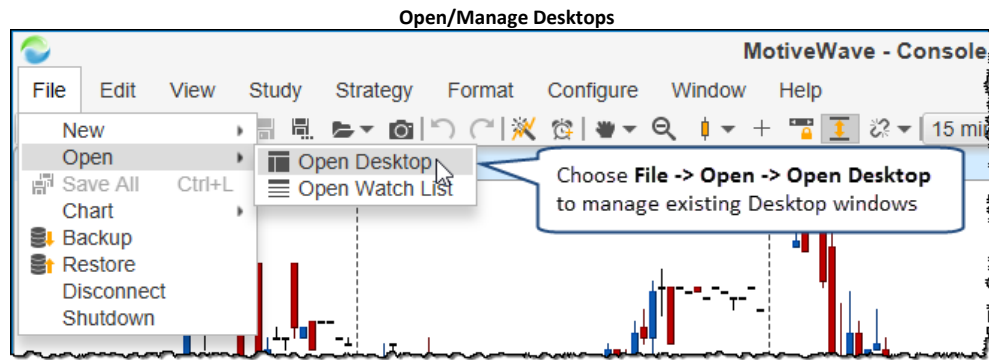 Open/Manage Desktops
MotiveWave - Console
File Edit View Study Strategy Format Configure Window Help
15 mi
New
Open
Open Desktop
Open Watch List
Save All Ctrl+L
Chart
Backup
Restore
Disconnect
Shutdown
Choose File -> Open -> Open Desktop
to manage existing Desktop windows